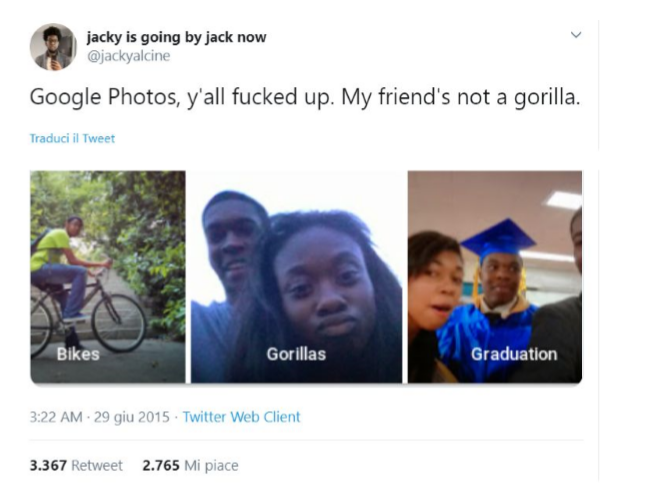 jacky is going by jack now
@jackyalcine
Google Photos, y'all fucked up. My friend's not a gorilla.
Traduci il Tweet
Bikes
Gorillas
Graduation
3:22 AM · 29 giu 2015 · Twitter Web Client
3.367 Retweet 2.765 Mi piace